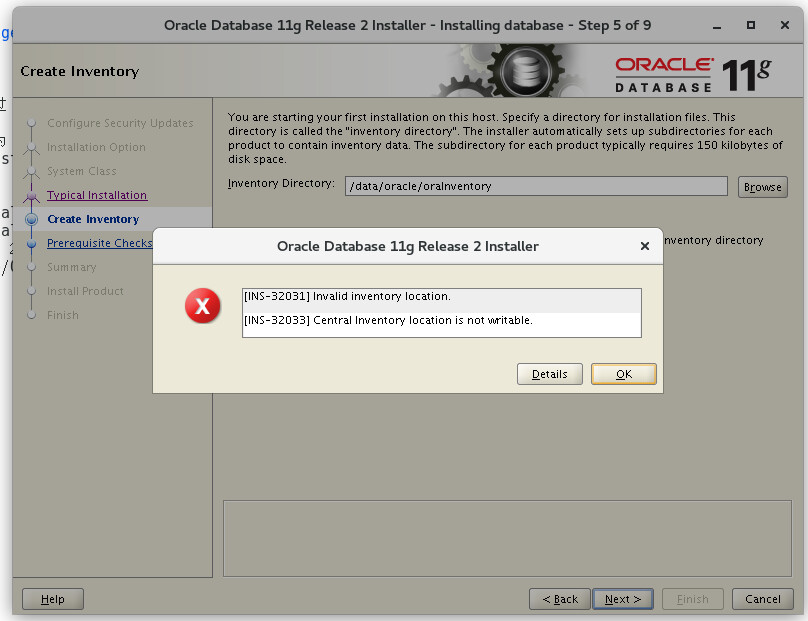 Oracle Database 11g Release 2 Installer - Installing database - Step 5 of 9
Create Inventory
ORACLE
DATABASE 11g
Configure Security Updates
Installation Option
System Class
Typical Installation
Create Inventory
Prerequisite Checks
Summary
Install Product
Finish
You are starting your first installation on this host. Specify a directory for installation files. This
directory is called the "inventory directory". The installer automatically sets up subdirectories for each
product to contain inventory data. The subdirectory for each product typically requires 150 kilobytes of
disk space.
Inventory Directory: /data/oracle/oraInventory Browse
nventory directory
Oracle Database 11g Release 2 Installer
[INS-32031] Invalid inventory location.
[INS-32033] Central Inventory location is not writable.
Details OK
Help < Back Next > Finish Cancel